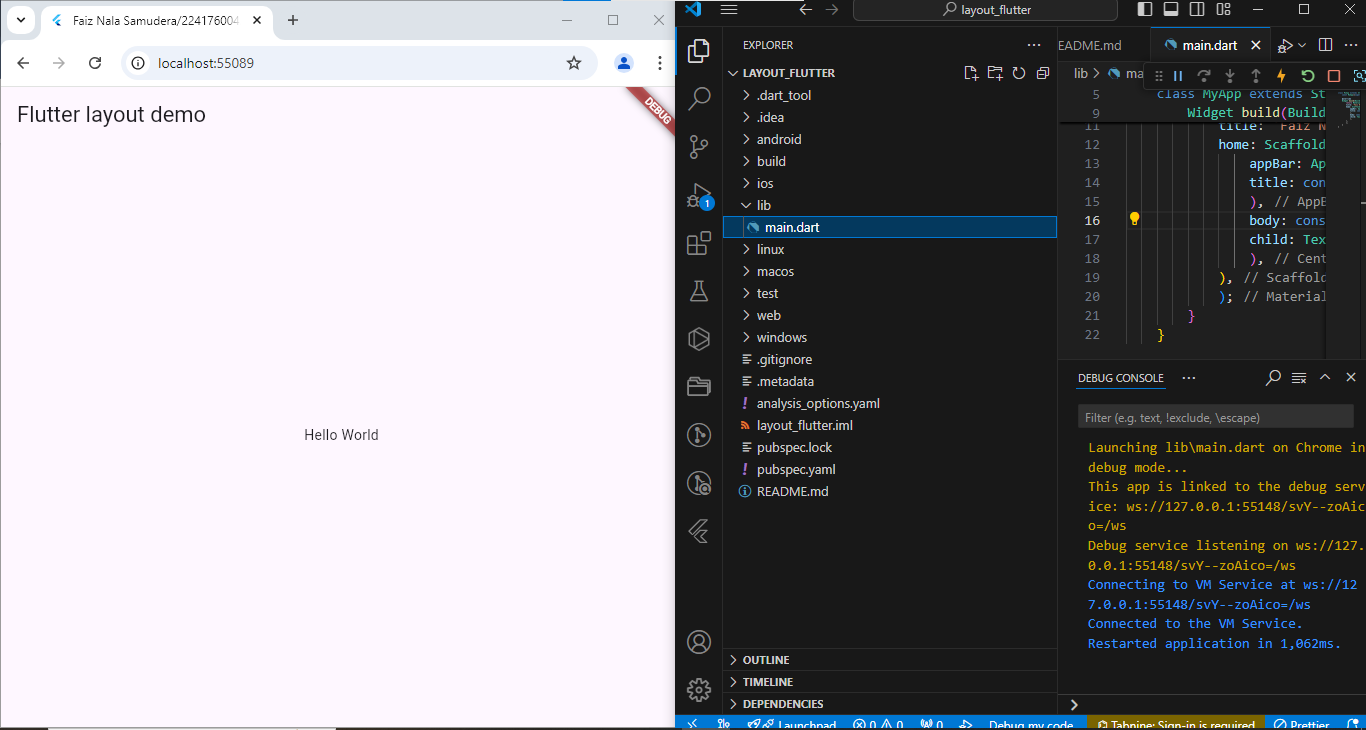 Faiz Nala Samudera/224176004
localhost:55089
Flutter layout demo
DEBUG
Hello World
layout_flutter
EXPLORER
LAYOUT_FLUTTER
.dart_tool
.idea
android
build
ios
lib
main.dart
linux
macos
test
web
windows
.gitignore
.metadata
analysis_options.yaml
layout_flutter.iml
pubspec.lock
pubspec.yaml
README.md
OUTLINE
TIMELINE
DEPENDENCIES
1
EADME.md
main.dart
lib
ma
5 class MyApp extends St
9 Widget build(Build
11 title: 'Faiz N
12 home: Scaffold
13 appBar: Ap
14 title: con
15 ), // AppB
16 body: cons
17 child: Tex
18 ), // Cent
19 ), // Scaffold
20 ); // Material
21 }
22 }
DEBUG CONSOLE
Filter (e.g. text, !exclude, \escape)
Launching lib\main.dart on Chrome in
debug mode...
This app is linked to the debug serv
ice: ws://127.0.0.1:55148/svY--zoAic
o=/ws
Debug service listening on ws://127.
0.0.1:55148/svY--zoAico=/ws
Connecting to VM Service at ws://12
7.0.0.1:55148/svY--zoAico=/ws
Connected to the VM Service.
Restarted application in 1,062ms.
Launchpad 0 0 0 Debug my code Tabnine: Sign-in is required Prettier